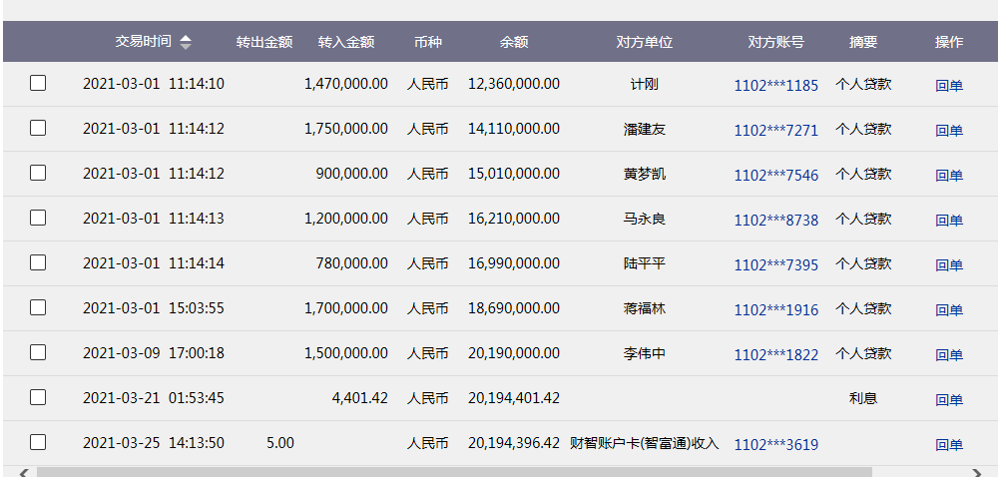 交易时间 转出金额 转入金额 币种 余额 对方单位 对方账号 摘要 操作
2021-03-01 11:14:10 1,470,000.00 人民币 12,360,000.00 计刚 1102***1185 个人贷款 回单
2021-03-01 11:14:12 1,750,000.00 人民币 14,110,000.00 潘建友 1102***7271 个人贷款 回单
2021-03-01 11:14:12 900,000.00 人民币 15,010,000.00 黄梦凯 1102***7546 个人贷款 回单
2021-03-01 11:14:13 1,200,000.00 人民币 16,210,000.00 马永良 1102***8738 个人贷款 回单
2021-03-01 11:14:14 780,000.00 人民币 16,990,000.00 陆平平 1102***7395 个人贷款 回单
2021-03-01 15:03:55 1,700,000.00 人民币 18,690,000.00 蒋福林 1102***1916 个人贷款 回单
2021-03-09 17:00:18 1,500,000.00 人民币 20,190,000.00 李伟中 1102***1822 个人贷款 回单
2021-03-21 01:53:45 4,401.42 人民币 20,194,401.42 利息 回单
2021-03-25 14:13:50 5.00 人民币 20,194,396.42 财智账户卡(智富通)收入 1102***3619 回单